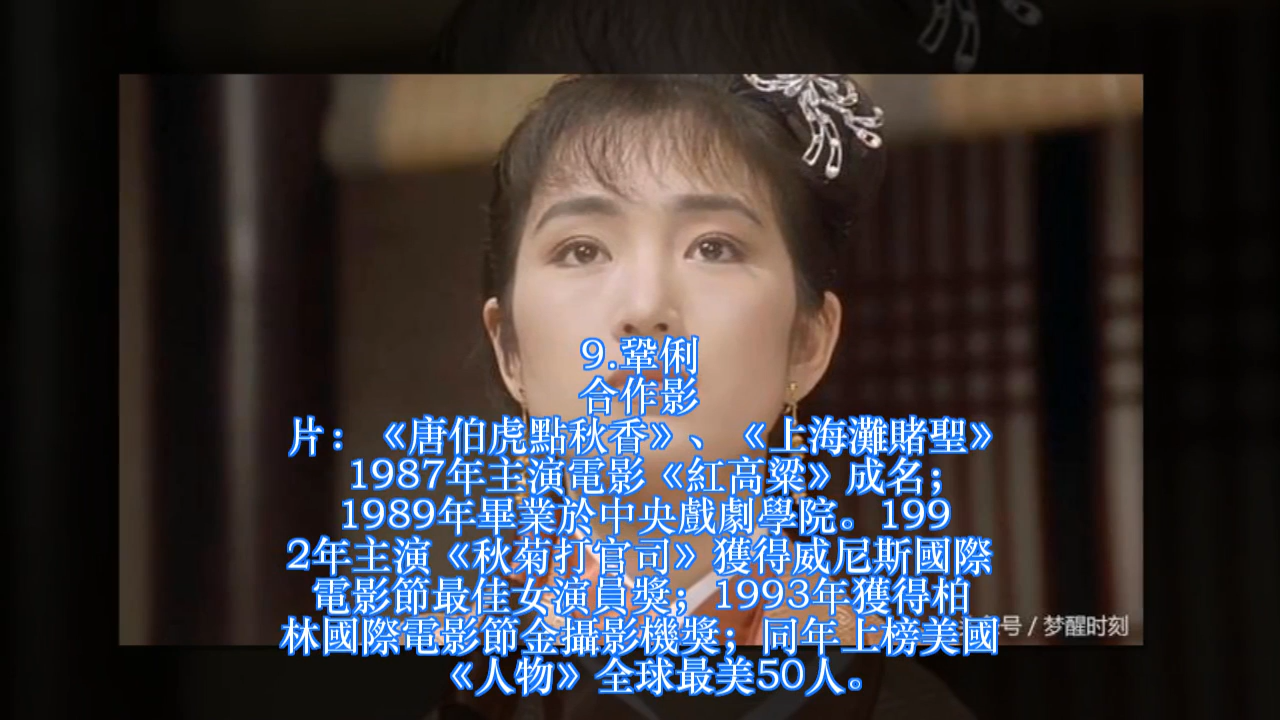 9.鞏俐
合作影
片：《唐伯虎點秋香》、《上海灘賭聖》
1987年主演電影《紅高粱》成名；
1989年畢業於中央戲劇學院。199
2年主演《秋菊打官司》獲得威尼斯國際
電影節最佳女演員獎；1993年獲得柏
林國際電影節金攝影機獎；同年上榜美國
《人物》全球最美50人。
号 / 梦醒时刻